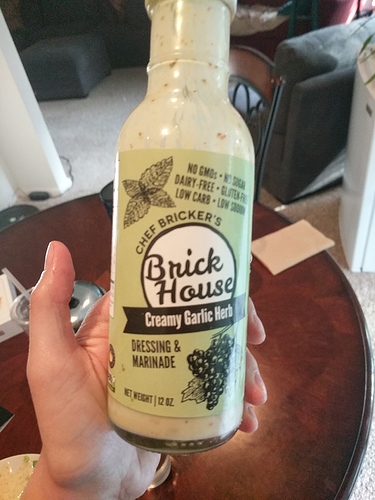 NO GMOs • NO SUGAR
DAIRY-FREE • GLUTEN-FREE
LOW CARB • LOW SODIUM
CHEF BRICKER'S
Brick
House
Creamy Garlic Herb
DRESSING &
MARINADE
NET WEIGHT | 12 OZ.